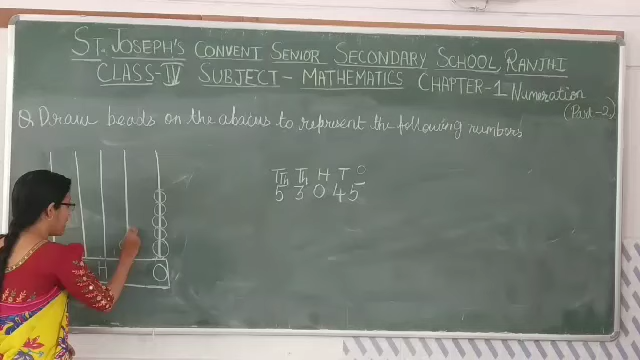 ST. JOSEPH'S CONVENT SENIOR SECONDARY SCHOOL, RANJHI
CLASS-IV SUBJECT - MATHEMATICS CHAPTER-1 Numeration
(Part-2)
Q Draw beads on the abacus to represent the following numbers
TTh Th H T O
5 3 0 4 5
H O